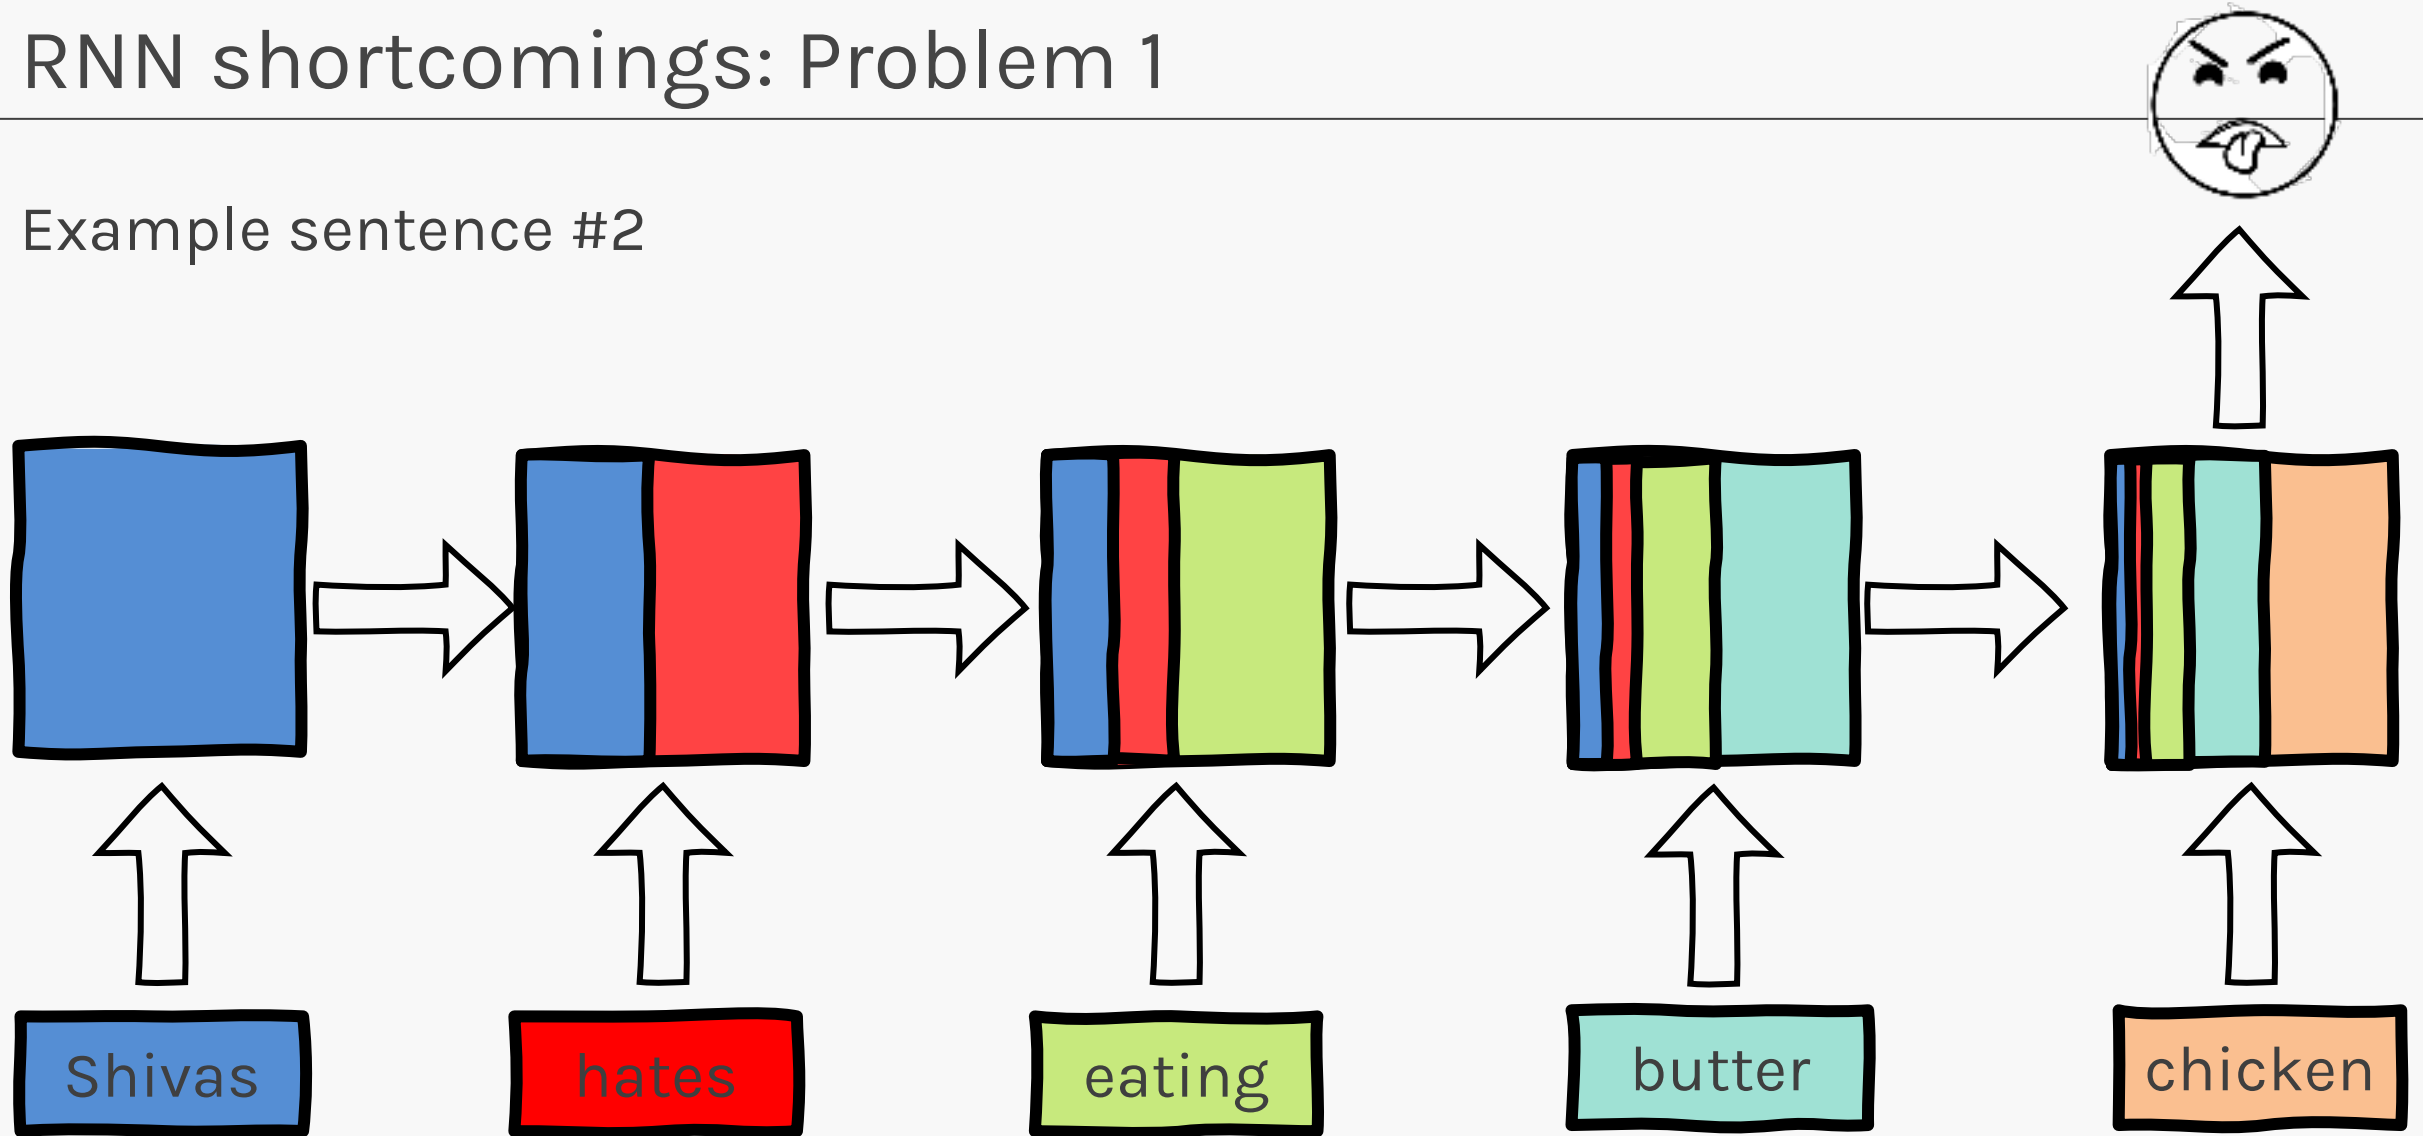 RNN shortcomings: Problem 1
Example sentence #2
Shivas
hates
eating
butter
chicken